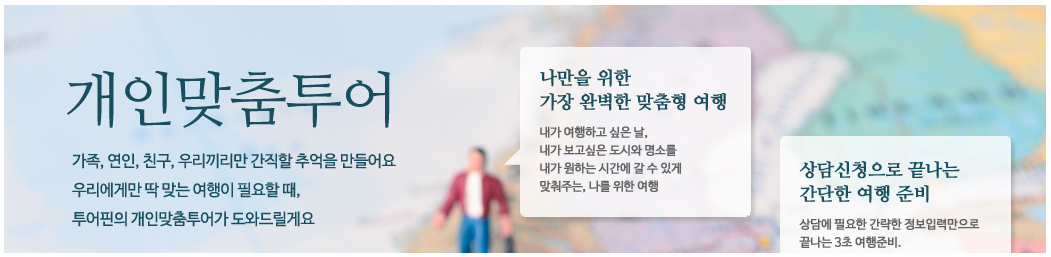 개인맞춤투어
가족, 연인, 친구, 우리끼리만 간직할 추억을 만들어요
우리에게만 딱 맞는 여행이 필요할 때,
투어핀의 개인맞춤투어가 도와드릴게요
나만을 위한
가장 완벽한 맞춤형 여행
내가 여행하고 싶은 날,
내가 보고싶은 도시와 명소를
내가 원하는 시간에 갈 수 있게
맞춰주는, 나를 위한 여행
상담신청으로 끝나는
간단한 여행 준비
상담에 필요한 간략한 정보입력만으로
끝나는 3초 여행준비.